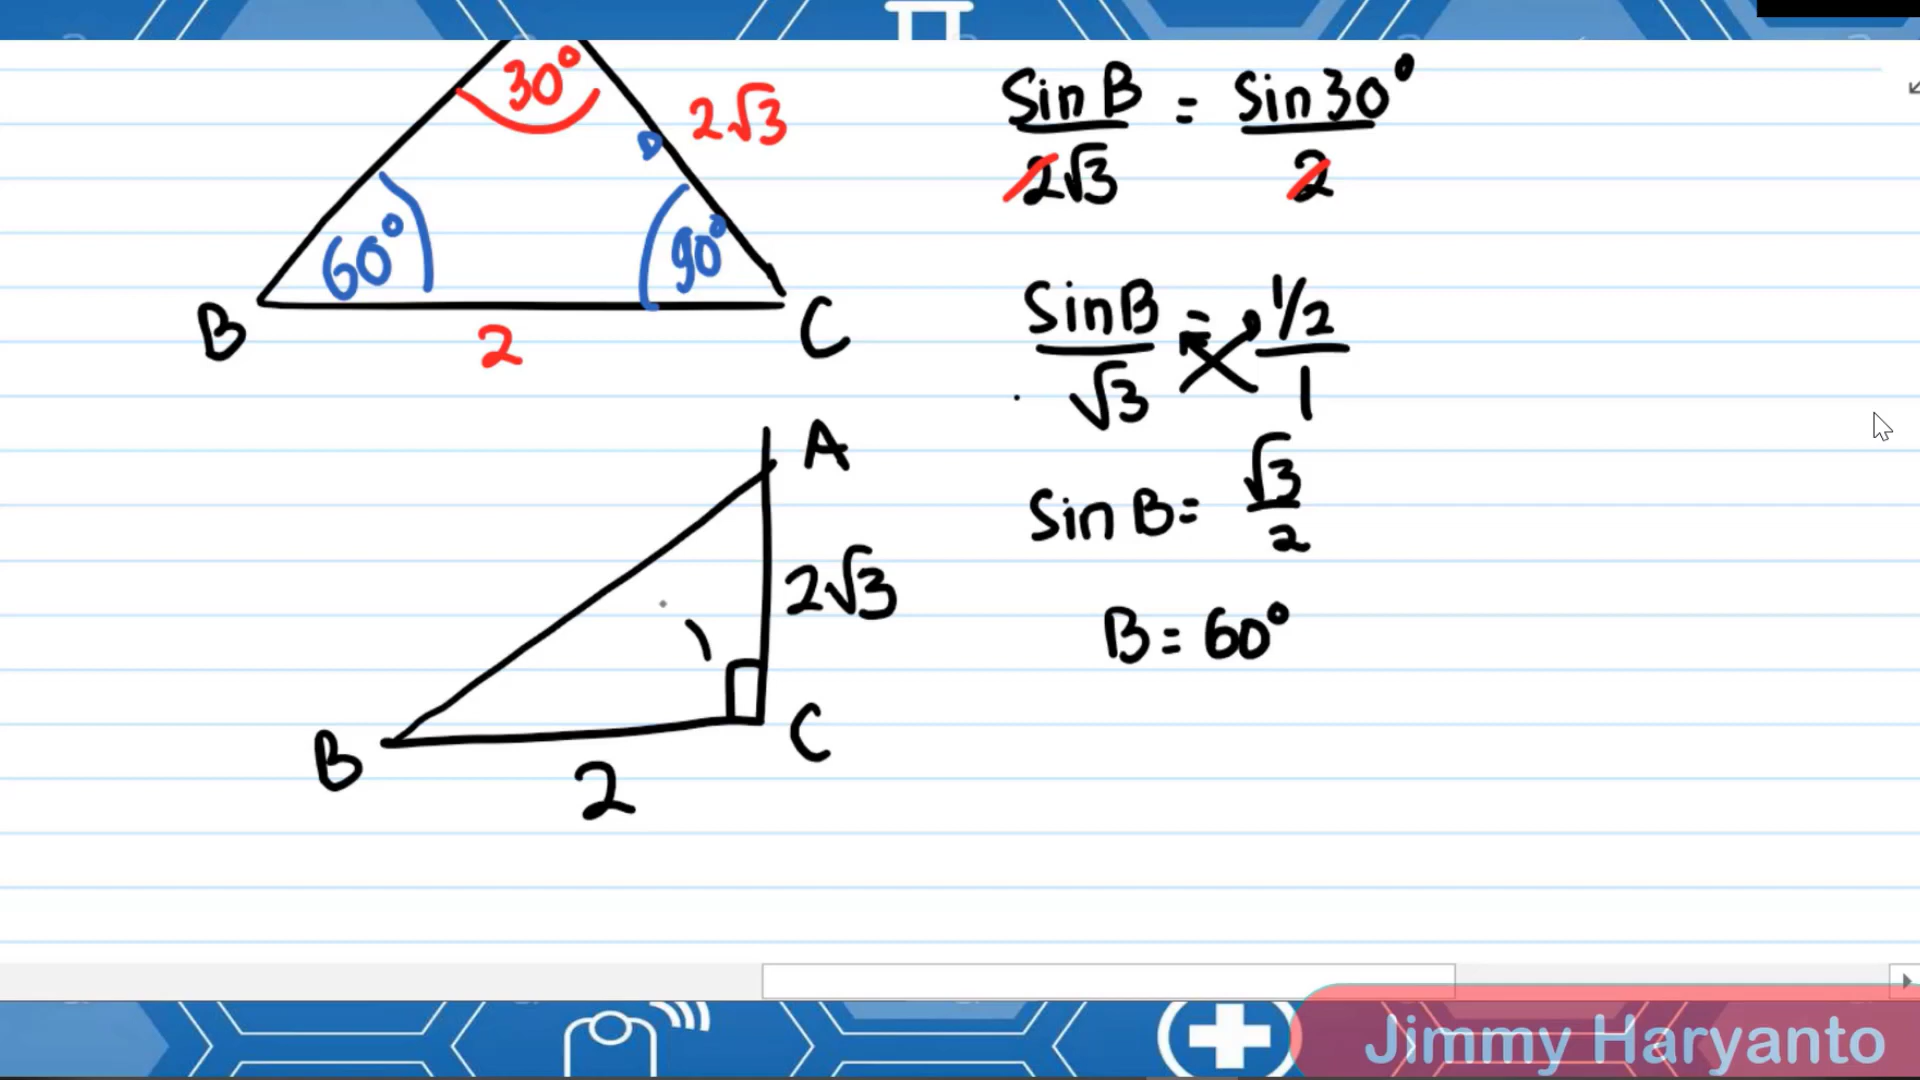 30°
2√3
60°
90°
B
2
C
A
2√3
B
C
2
Sin B = Sin 30°
2√3 2
Sin B = 1/2
√3 1
Sin B = √3
2
B = 60°
Jimmy Haryanto